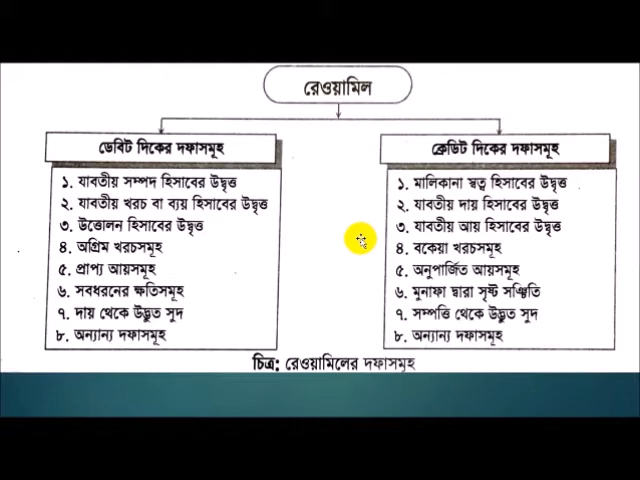 রেওয়ামিল
ডেবিট দিকের দফাসমূহ
১. যাবতীয় সম্পদ হিসাবের উদ্বৃত্ত
২. যাবতীয় খরচ বা ব্যয় হিসাবের উদ্বৃত্ত
৩. উত্তোলন হিসাবের উদ্বৃত্ত
৪. অগ্রিম খরচসমূহ
৫. প্রাপ্য আয়সমূহ
৬. সবধরনের ক্ষতিসমূহ
৭. দায় থেকে উদ্ভূত সুদ
৮. অন্যান্য দফাসমূহ
ক্রেডিট দিকের দফাসমূহ
১. মালিকানা স্বত্ব হিসাবের উদ্বৃত্ত
২. যাবতীয় দায় হিসাবের উদ্বৃত্ত
৩. যাবতীয় আয় হিসাবের উদ্বৃত্ত
৪. বকেয়া খরচসমূহ
৫. অনুপার্জিত আয়সমূহ
৬. মুনাফা দ্বারা সৃষ্ট সঞ্চিতি
৭. সম্পত্তি থেকে উদ্ভূত সুদ
৮. অন্যান্য দফাসমূহ
চিত্র: রেওয়ামিলের দফাসমূহ